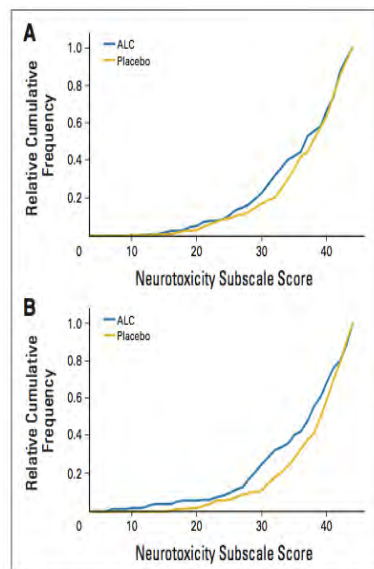 A
ALC
Placebo
Relative Cumulative
Frequency
1.0
0.8
0.6
0.4
0.2
0
10
20
30
40
Neurotoxicity Subscale Score
B
ALC
Placebo
Relative Cumulative
Frequency
1.0
0.8
0.6
0.4
0.2
0
10
20
30
40
Neurotoxicity Subscale Score